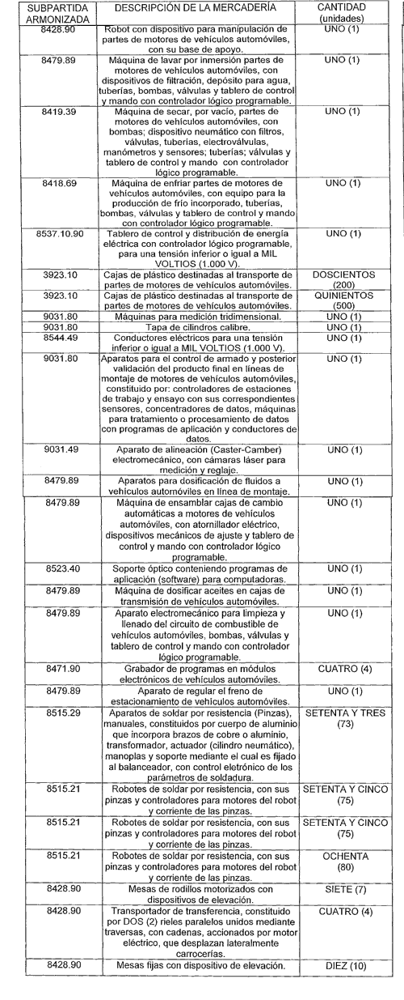 SUBPARTIDA ARMONIZADA DESCRIPCIÓN DE LA MERCADERÍA CANTIDAD (unidades)
8428.90 Robot con dispositivo para manipulación de UNO (1)
partes de motores de vehículos automóviles,
con su base de apoyo.
8479.89 Máquina de lavar por inmersión partes de UNO (1)
motores de vehículos automóviles, con
dispositivos de filtración, depósito para agua,
tuberías, bombas, válvulas y tablero de control
y mando con controlador lógico programable.
8419.39 Máquina de secar, por vacío, partes de UNO (1)
motores de vehículos automóviles, con
bombas; dispositivo neumático con filtros,
válvulas, tuberías, electroválvulas,
manómetros y sensores; tuberías; válvulas y
tablero de control y mando con controlador
lógico programable.
8418.69 Máquina de enfriar partes de motores de UNO (1)
vehículos automóviles, con equipo para la
producción de frío incorporado, tuberías,
bombas, válvulas y tablero de control y mando
con controlador lógico programable.
8537.10.90 Tablero de control y distribución de energía UNO (1)
eléctrica con controlador lógico programable,
para una tensión inferior o igual a MIL
VOLTIOS (1.000 V).
3923.10 Cajas de plástico destinadas al transporte de DOSCIENTOS
partes de motores de vehículos automóviles. (200)
3923.10 Cajas de plástico destinadas al transporte de QUINIENTOS
partes de motores de vehículos automóviles. (500)
9031.80 Máquinas para medición tridimensional. UNO (1)
9031.80 Tapa de cilindros calibre. UNO (1)
8544.49 Conductores eléctricos para una tensión UNO (1)
inferior o igual a MIL VOLTIOS (1.000 V).
9031.80 Aparatos para el control de armado y posterior UNO (1)
validación del producto final en líneas de
montaje de motores de vehículos automóviles,
constituido por: controladores de estaciones
de trabajo y ensayo con sus correspondientes
sensores, concentradores de datos, máquinas
para tratamiento o procesamiento de datos
con programas de aplicación y conductores de
datos.
9031.49 Aparato de alineación (Caster-Camber) UNO (1)
electromecánico, con cámaras láser para
medición y reglaje.
8479.89 Aparatos para dosificación de fluidos a UNO (1)
vehículos automóviles en línea de montaje.
8479.89 Máquina de ensamblar cajas de cambio UNO (1)
automáticas a motores de vehículos
automóviles, con atornillador eléctrico,
dispositivos mecánicos de ajuste y tablero de
control y mando con controlador lógico
programable.
8523.40 Soporte óptico conteniendo programas de UNO (1)
aplicación (software) para computadoras.
8479.89 Máquina de dosificar aceites en cajas de UNO (1)
transmisión de vehículos automóviles.
8479.89 Aparato electromecánico para limpieza y UNO (1)
llenado del circuito de combustible de
vehículos automóviles, bombas, válvulas y
tablero de control y mando con controlador
lógico programable.
8471.90 Grabador de programas en módulos CUATRO (4)
electrónicos de vehículos automóviles.
8479.89 Aparato de regular el freno de UNO (1)
estacionamiento de vehículos automóviles.
8515.29 Aparatos de soldar por resistencia (Pinzas), SETENTA Y TRES
manuales, constituidos por cuerpo de aluminio (73)
que incorpora brazos de cobre o aluminio,
transformador, actuador (cilindro neumático),
manoplas y soporte mediante el cual es fijado
al balanceador, con control eletrónico de los
parámetros de soldadura.
8515.21 Robotes de soldar por resistencia, con sus SETENTA Y CINCO
pinzas y controladores para motores del robot (75)
y corriente de las pinzas.
8515.21 Robotes de soldar por resistencia, con sus SETENTA Y CINCO
pinzas y controladores para motores del robot (75)
y corriente de las pinzas.
8515.21 Robotes de soldar por resistencia, con sus OCHENTA
pinzas y controladores para motores del robot (80)
y corriente de las pinzas.
8428.90 Mesas de rodillos motorizados con SIETE (7)
dispositivos de elevación.
8428.90 Transportador de transferencia, constituido CUATRO (4)
por DOS (2) rieles paralelos unidos mediante
traversas, con cadenas, accionados por motor
eléctrico, que desplazan lateralmente
carrocerías.
8428.90 Mesas fijas con dispositivo de elevación. DIEZ (10)